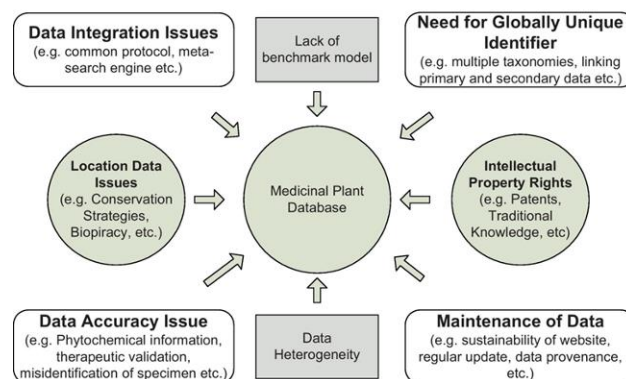 Data Integration Issues
(e.g. common protocol, meta-
search engine etc.)
Lack of
benchmark model
Need for Globally Unique
Identifier
(e.g. multiple taxonomies, linking
primary and secondary data etc.)
Location Data
Issues
(e.g. Conservation
Strategies,
Biopiracy, etc.)
Medicinal Plant
Database
Intellectual
Property Rights
(e.g. Patents,
Traditional
Knowledge, etc)
Data Accuracy Issue
(e.g. Phytochemical information,
therapeutic validation,
misidentification of specimen etc.)
Data
Heterogeneity
Maintenance of Data
(e.g. sustainability of website,
regular update, data provenance,
etc.)